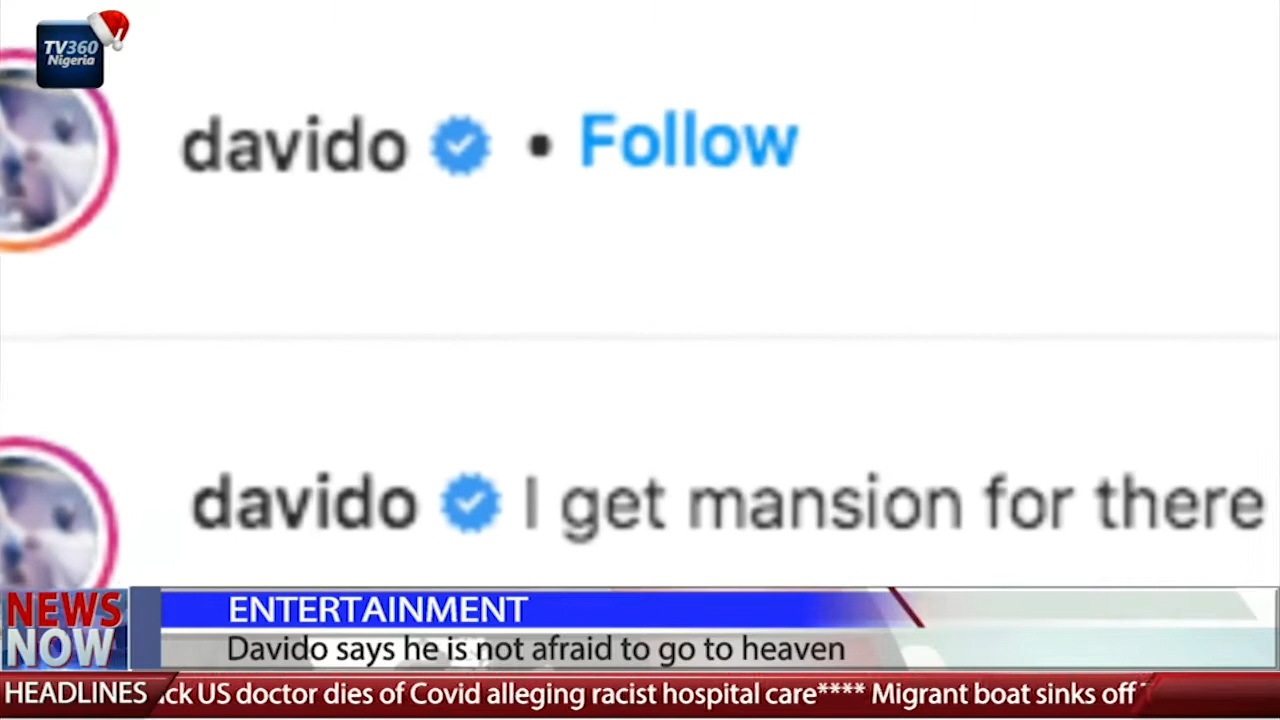 TV360
Nigeria
davido • Follow
davido I get mansion for there
NEWS
NOW
ENTERTAINMENT
Davido says he is not afraid to go to heaven
HEADLINES
US doctor dies of Covid alleging racist hospital care**** Migrant boat sinks off